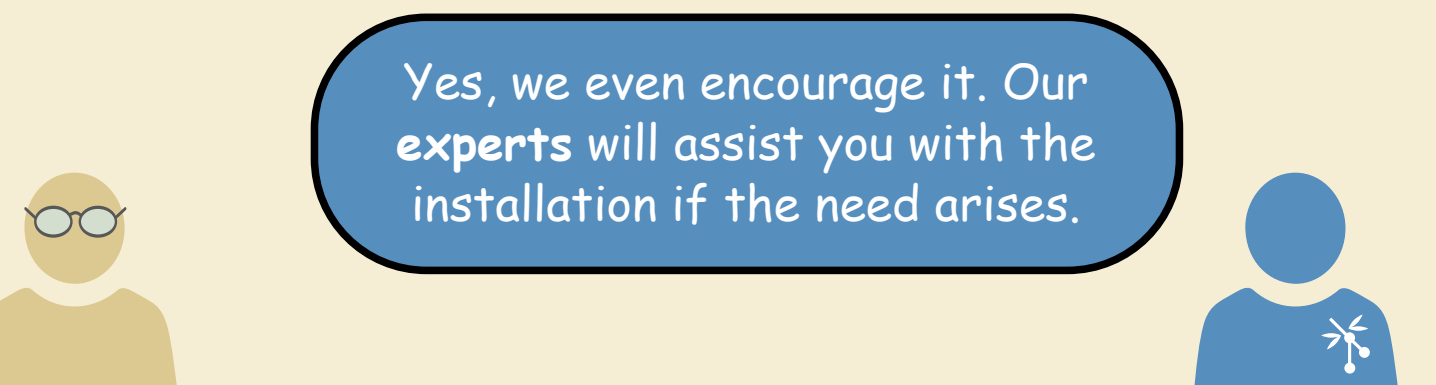 Yes, we even encourage it. Our
experts will assist you with the
installation if the need arises.